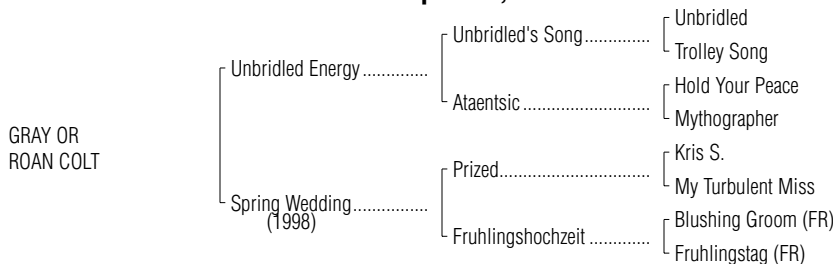 Unbridled
Unbridled's Song..............
Trolley Song
Unbridled Energy..............
Hold Your Peace
Ataentsic...........................
Mythographer
GRAY OR
ROAN COLT
Kris S.
Prized................................
My Turbulent Miss
Spring Wedding................
(1998)
Blushing Groom (FR)
Fruhlingshochzeit .............
Fruhlingstag (FR)